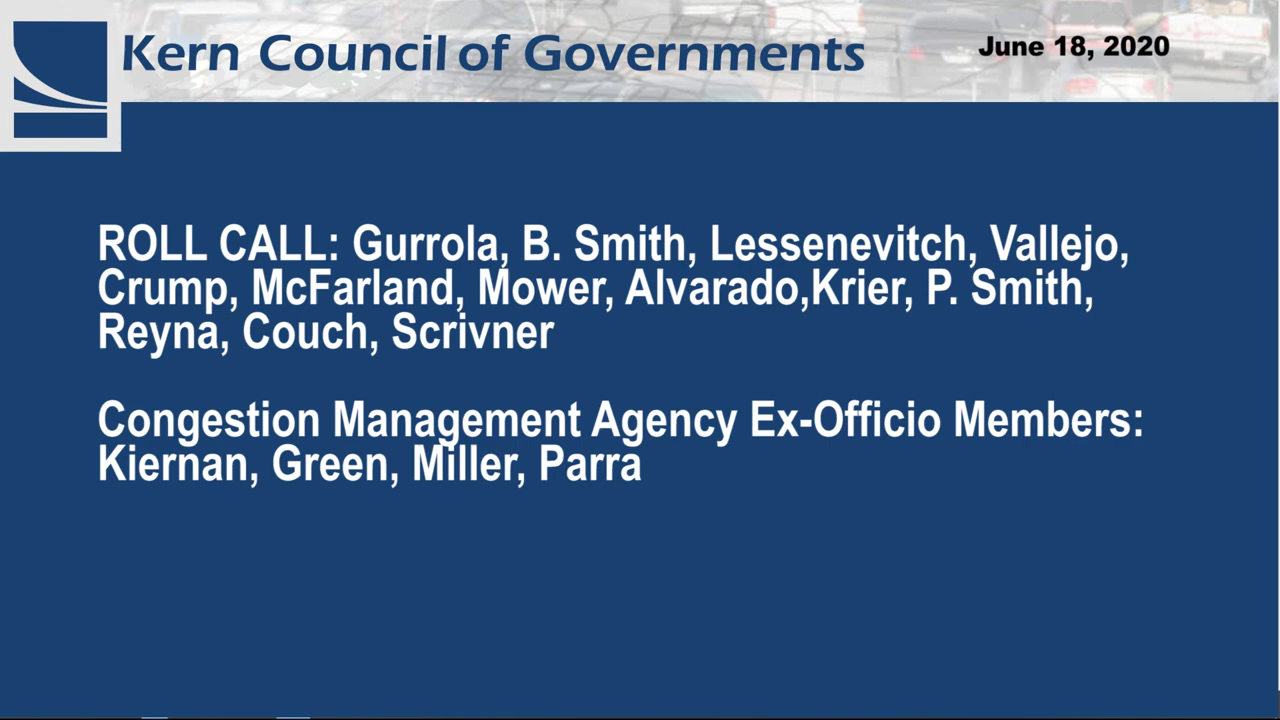 Kern Council of Governments
June 18, 2020
ROLL CALL: Gurrola, B. Smith, Lessenevitch, Vallejo,
Crump, McFarland, Mower, Alvarado,Krier, P. Smith,
Reyna, Couch, Scrivner
Congestion Management Agency Ex-Officio Members:
Kiernan, Green, Miller, Parra